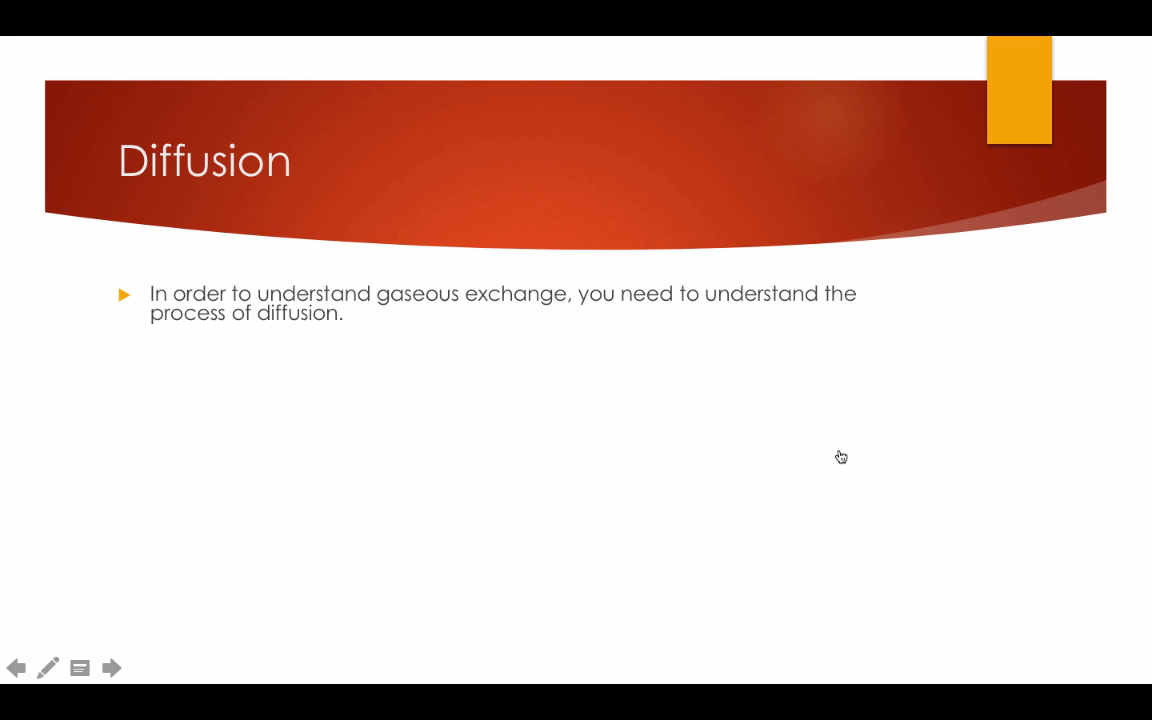 Diffusion
In order to understand gaseous exchange, you need to understand the
process of diffusion.